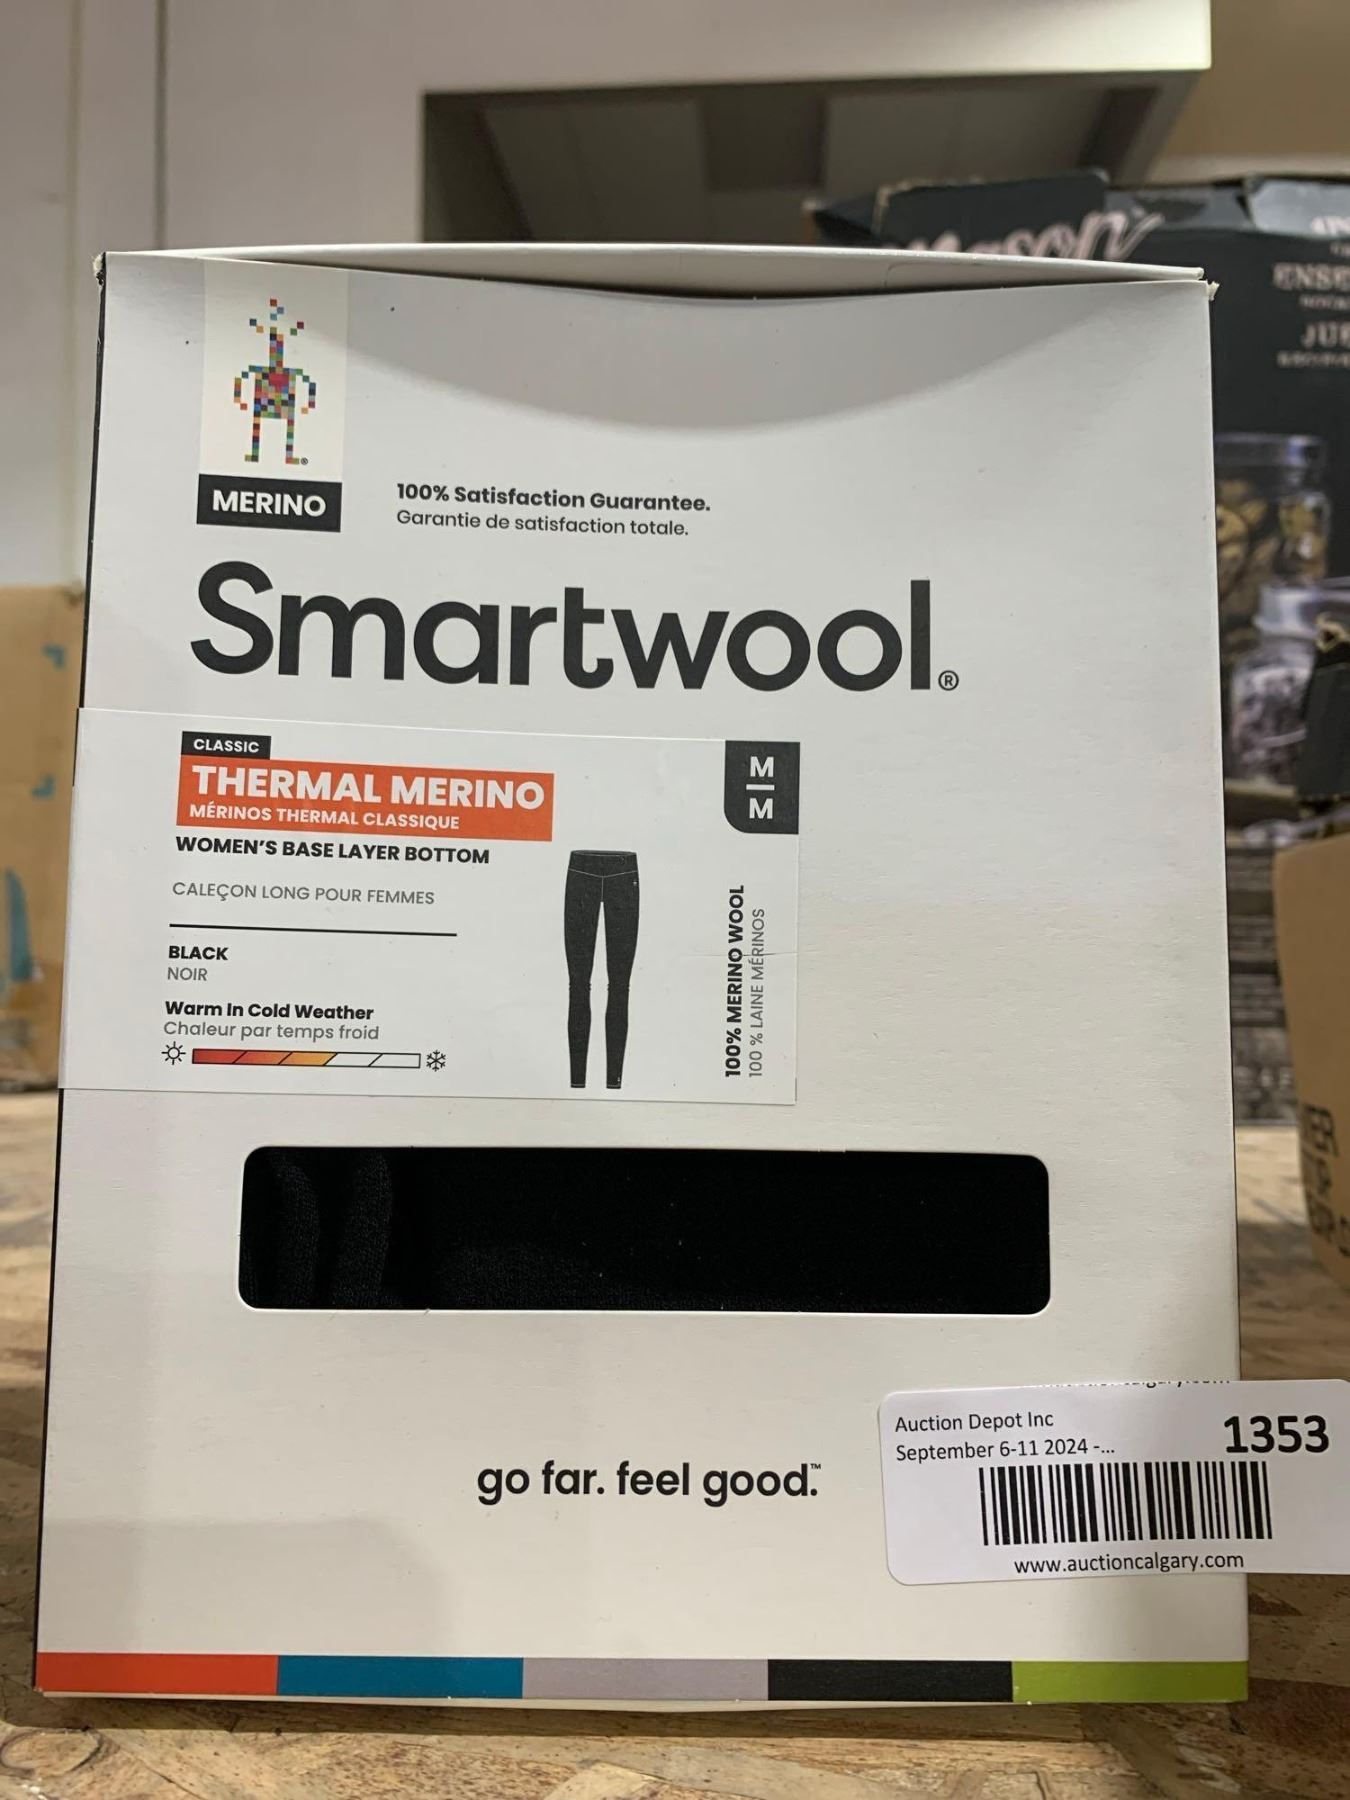 MERINO
100% Satisfaction Guarantee.
Garantie de satisfaction totale.
Smartwool®
CLASSIC
THERMAL MERINO
MÉRINOS THERMAL CLASSIQUE
WOMEN'S BASE LAYER BOTTOM
CALEÇON LONG POUR FEMMES
BLACK
NOIR
Warm In Cold Weather
Chaleur par temps froid
M
M
100% MERINO WOOL
100 % LAINE MÉRINOS
go far. feel good.™
Auction Depot Inc
1353
September 6-11 2024 -...
www.auctioncalgary.com
Mason